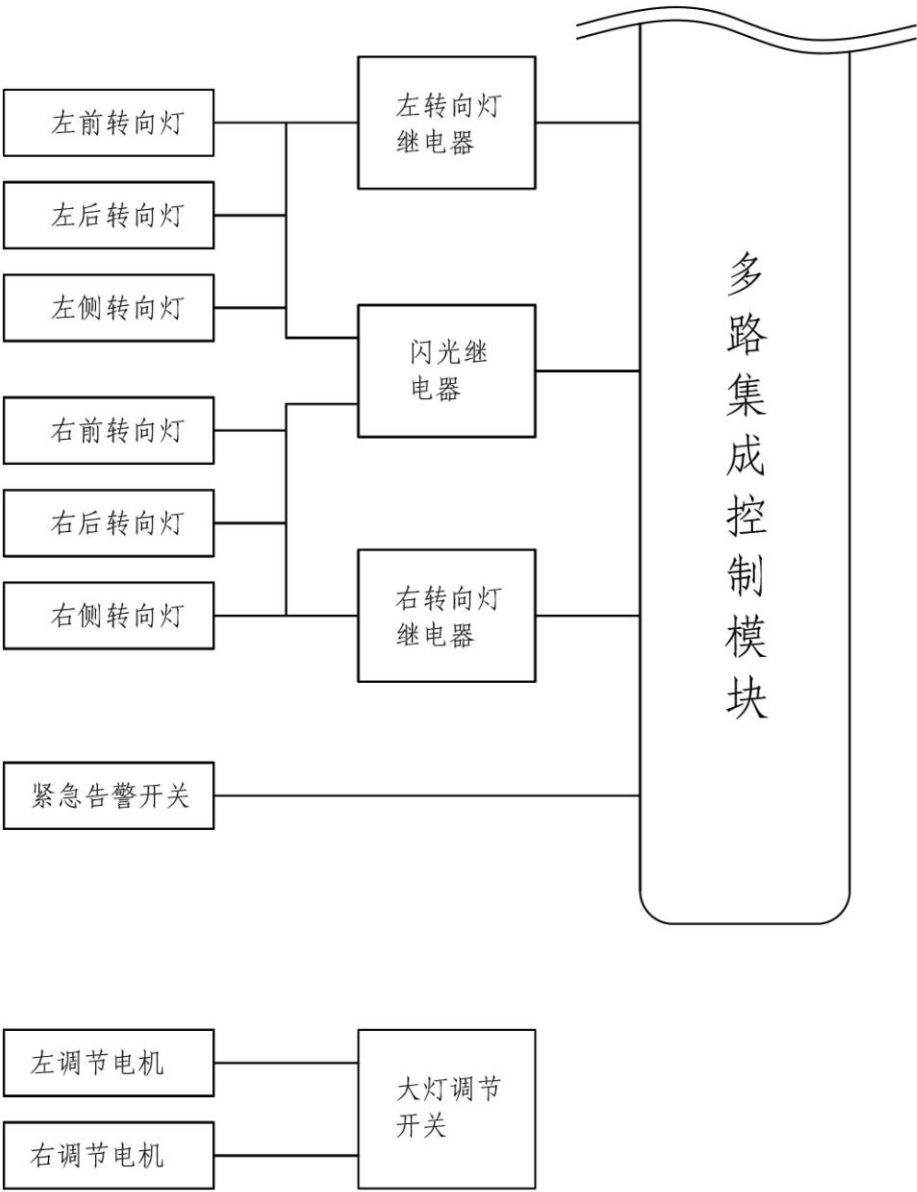 左前转向灯
左后转向灯
左侧转向灯
右前转向灯
右后转向灯
右侧转向灯
紧急告警开关
左调节电机
右调节电机
左转向灯
继电器
闪光继
电器
右转向灯
继电器
大灯调节
开关
多路集成控制模块